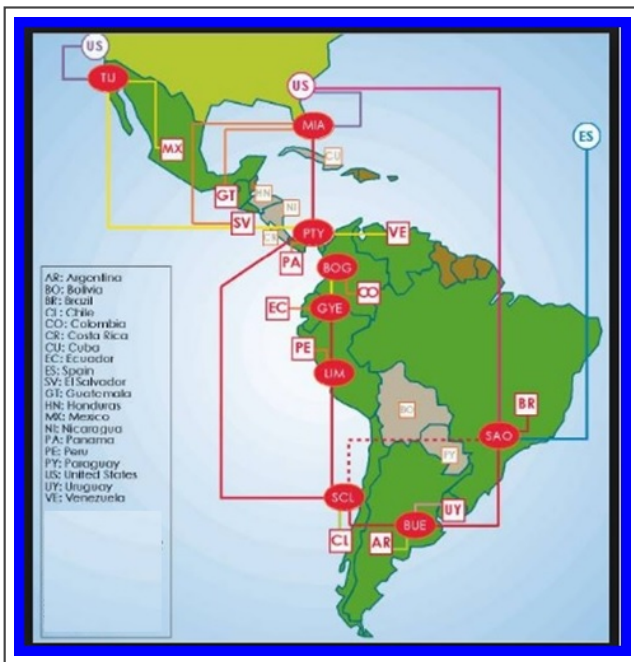 US
TIJ
US
MIA
ES
MX
CU
GT
HN
NI
SV
CR
PTY
VE
PA
BOG
CO
EC
GYE
PE
LIM
BO
BR
SAO
PY
SCL
UY
BUE
CL
AR
AR: Argentina
BO: Bolivia
BR: Brazil
CL: Chile
CO: Colombia
CR: Costa Rica
CU: Cuba
EC: Ecuador
ES: Spain
SV: El Salvador
GT: Guatemala
HN: Honduras
MX: Mexico
NI: Nicaragua
PA: Panama
PE: Peru
PY: Paraguay
US: United States
UY: Uruguay
VE: Venezuela